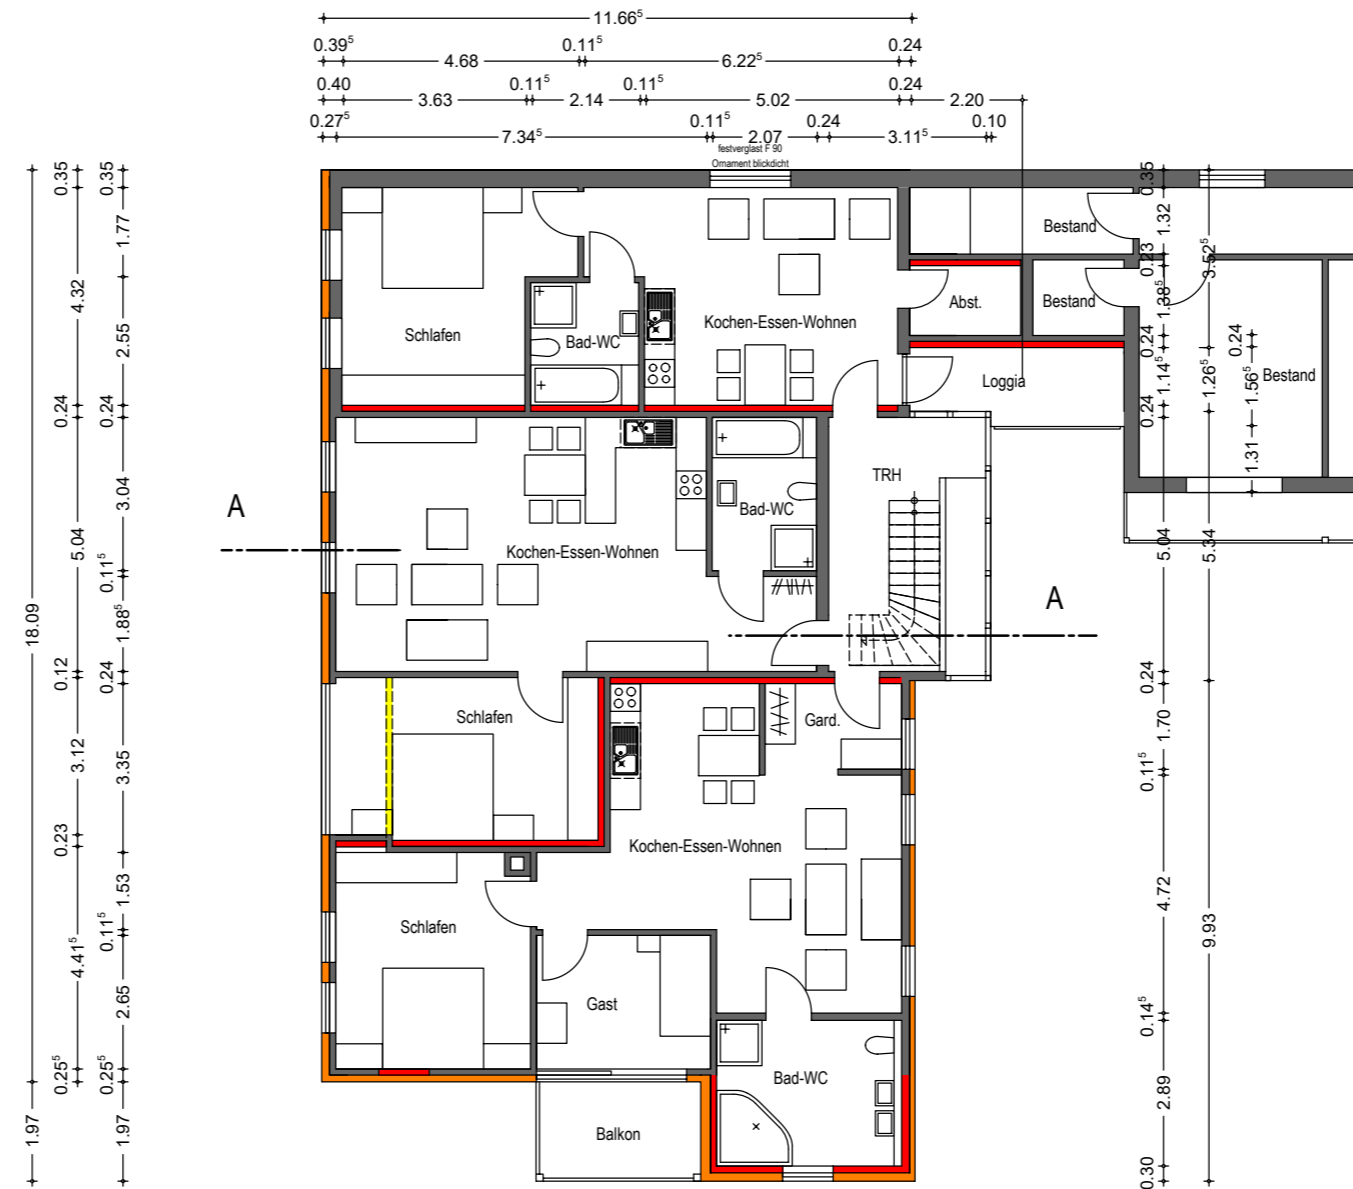 11.66⁵
0.39⁵ 4.68 0.11⁵ 6.22⁵ 0.24
0.40 3.63 0.11⁵ 2.14 0.11⁵ 5.02 0.24 2.20
0.27⁵ 7.34⁵ 0.11⁵ 2.07 0.24 3.11⁵ 0.10
festverglast F 90
Ornament blickdicht
18.09
1.97
0.35
4.32
0.24
5.04
0.12
3.12
0.23
4.41⁵
0.25⁵
0.35
1.77
2.55
0.24
3.04
0.11⁵
1.88⁵
0.24
3.35
1.53
0.11⁵
2.65
0.25⁵
1.97
Schlafen
Bad-WC
Kochen-Essen-Wohnen
Abst.
Bestand
Bestand
Loggia
Bestand
A
Kochen-Essen-Wohnen
Bad-WC
TRH
A
Schlafen
Gard.
Kochen-Essen-Wohnen
Schlafen
Gast
Bad-WC
Balkon
0.35
1.32
0.23
1.38⁵
0.24
1.14⁵
0.24
5.04
0.24
1.70
0.11⁵
4.72
0.14⁵
2.89
0.30
3.52⁵
1.26⁵
5.34
9.93
0.24
1.56⁵
1.31